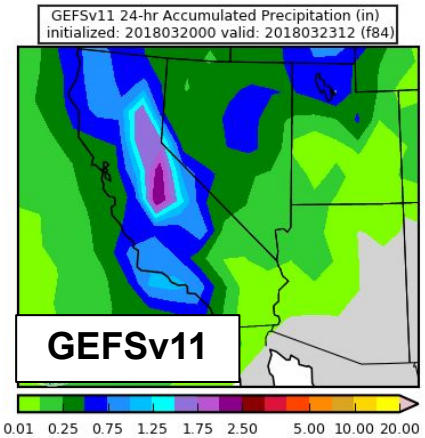 GEFSv11 24-hr Accumulated Precipitation (in)
initialized: 2018032000 valid: 2018032312 (f84)
GEFSv11
0.01 0.25 0.75 1.25 1.75 2.50 5.00 10.00 20.00